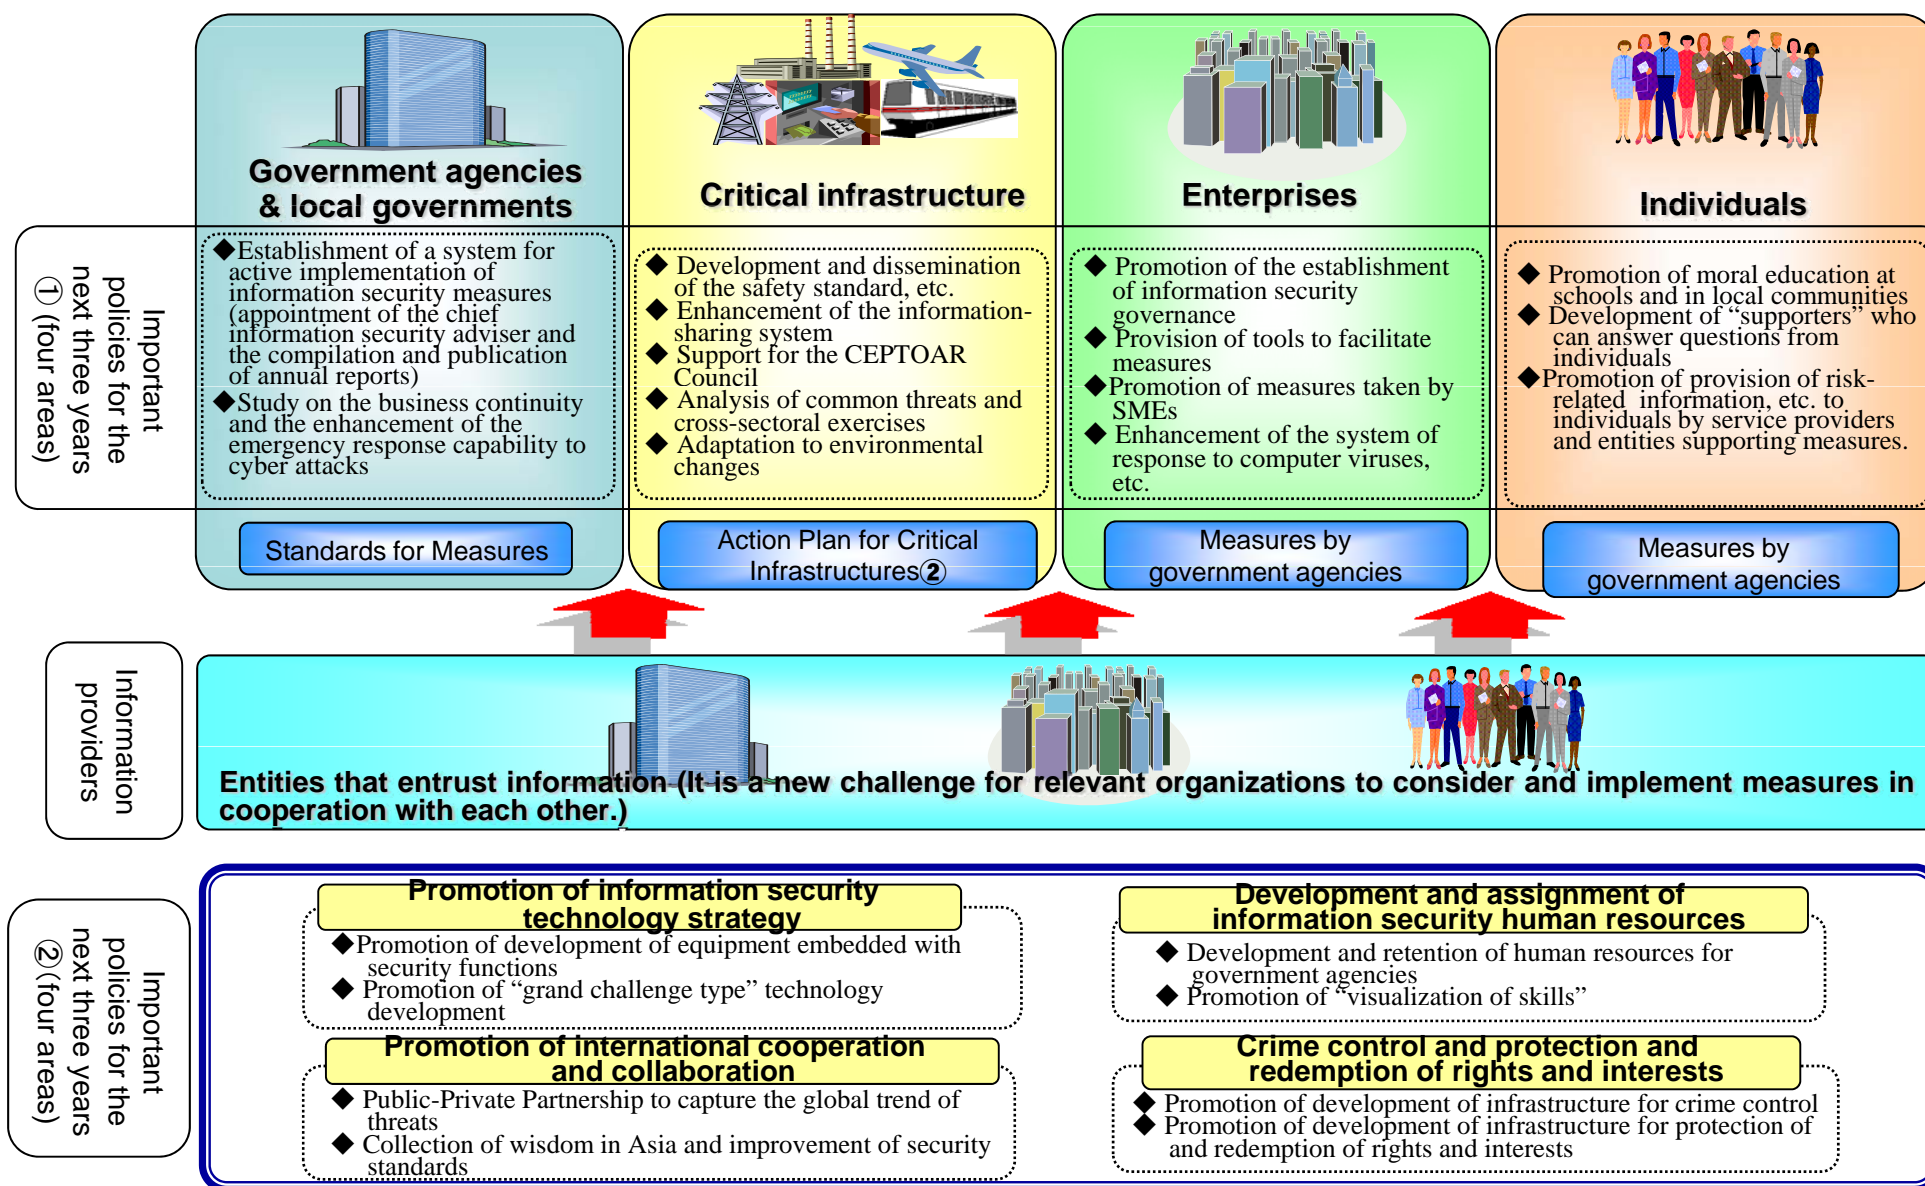 Government agencies
& local governments
Critical infrastructure
Enterprises
Individuals
Important
policies for the
next three years
① (four areas)
◆Establishment of a system for
active implementation of
information security measures
(appointment of the chief
information security adviser and
the compilation and publication
of annual reports)
◆Study on the business continuity
and the enhancement of the
emergency response capability to
cyber attacks
◆ Development and dissemination
of the safety standard, etc.
◆ Enhancement of the information-
sharing system
◆ Support for the CEPTOAR
Council
◆ Analysis of common threats and
cross-sectoral exercises
◆ Adaptation to environmental
changes
◆ Promotion of the establishment
of information security
governance
◆ Provision of tools to facilitate
measures
◆ Promotion of measures taken by
SMEs
◆ Enhancement of the system of
response to computer viruses,
etc.
◆ Promotion of moral education at
schools and in local communities
◆ Development of “supporters” who
can answer questions from
individuals
◆Promotion of provision of risk-
related information, etc. to
individuals by service providers
and entities supporting measures.
Standards for Measures
Action Plan for Critical
Infrastructures②
Measures by
government agencies
Measures by
government agencies
Information
providers
Entities that entrust information (It is a new challenge for relevant organizations to consider and implement measures in
cooperation with each other.)
Important
policies for the
next three years
②(four areas)
Promotion of information security
technology strategy
◆Promotion of development of equipment embedded with
security functions
◆ Promotion of “grand challenge type” technology
development
Development and assignment of
information security human resources
◆ Development and retention of human resources for
government agencies
◆ Promotion of “visualization of skills”
Promotion of international cooperation
and collaboration
◆ Public-Private Partnership to capture the global trend of
threats
◆ Collection of wisdom in Asia and improvement of security
standards
Crime control and protection and
redemption of rights and interests
◆ Promotion of development of infrastructure for crime control
◆ Promotion of development of infrastructure for protection of
and redemption of rights and interests